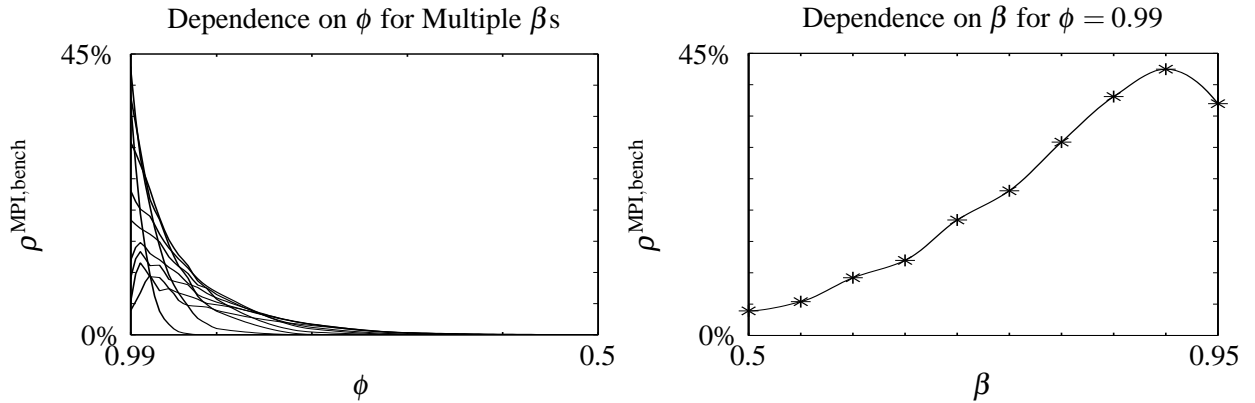 Dependence on ϕ for Multiple βs
45%
ρ^MPI,bench
0%
0.99
0.5
ϕ
Dependence on β for ϕ = 0.99
45%
ρ^MPI,bench
0%
0.5
0.95
β